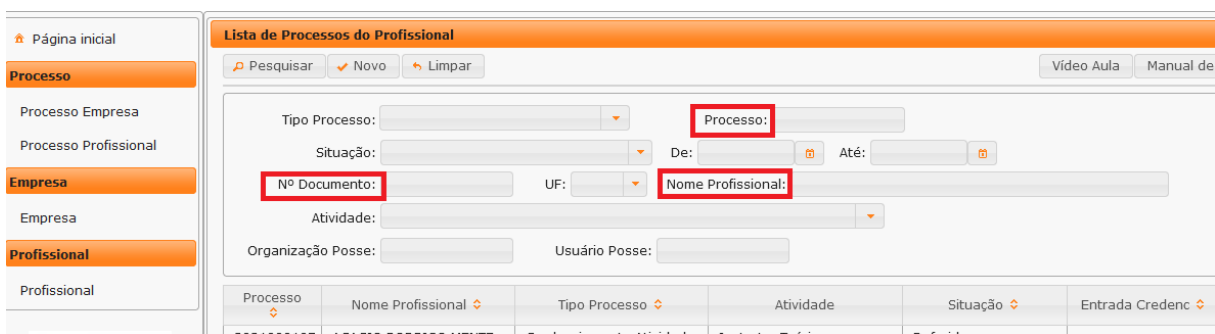 Página inicial
Processo
Processo Empresa
Processo Profissional
Empresa
Empresa
Profissional
Profissional
Lista de Processos do Profissional
Pesquisar Novo Limpar Vídeo Aula Manual de
Tipo Processo: Processo:
Situação: De: Até:
Nº Documento: UF: Nome Profissional:
Atividade:
Organização Posse: Usuário Posse:
Processo Nome Profissional Tipo Processo Atividade Situação Entrada Credenc